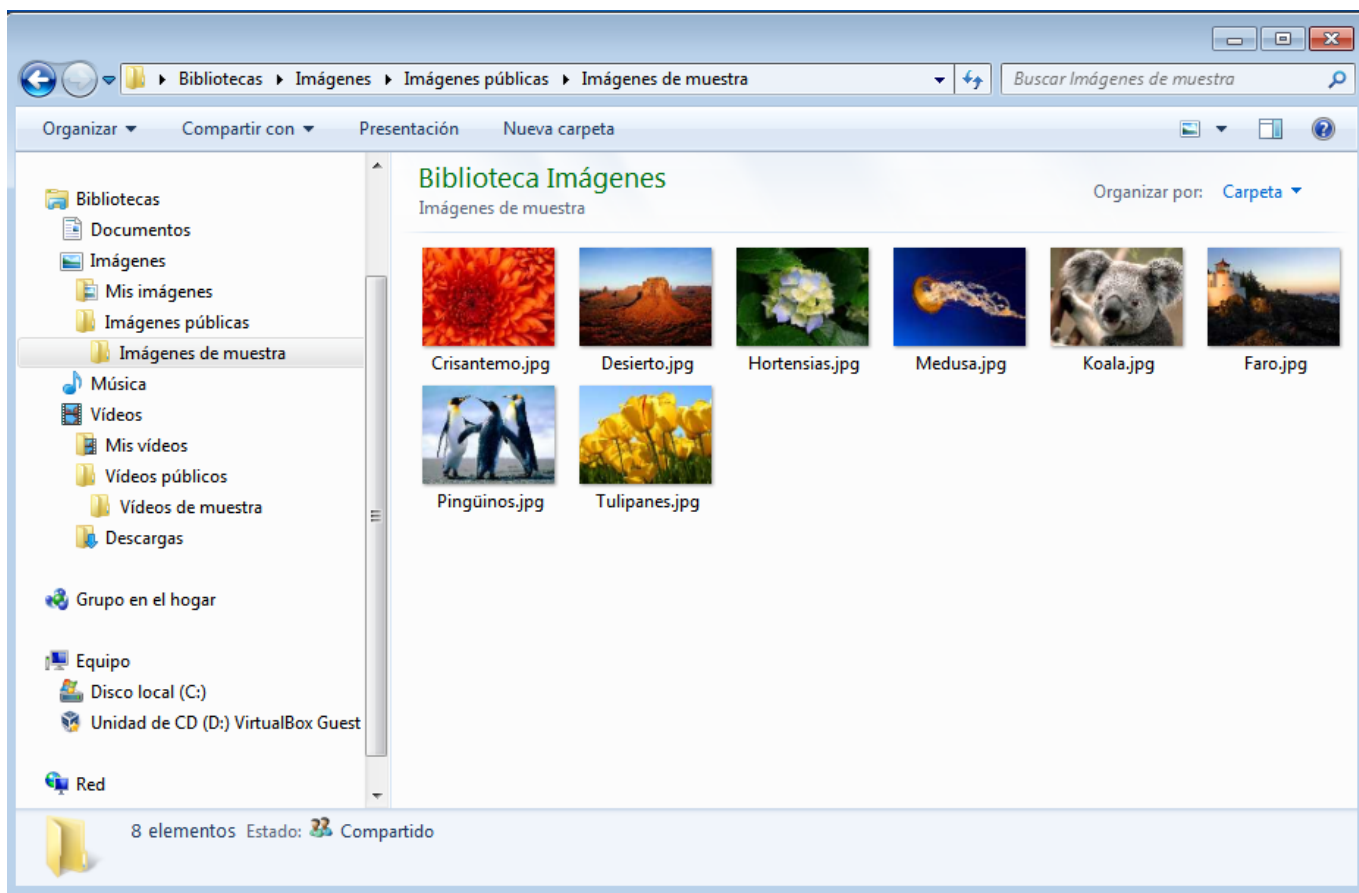 Bibliotecas Imágenes Imágenes públicas Imágenes de muestra
Buscar Imágenes de muestra
Organizar Compartir con Presentación Nueva carpeta
Bibliotecas
Documentos
Imágenes
Mis imágenes
Imágenes públicas
Imágenes de muestra
Música
Vídeos
Mis vídeos
Vídeos públicos
Vídeos de muestra
Descargas
Grupo en el hogar
Equipo
Disco local (C:)
Unidad de CD (D:) VirtualBox Guest
Red
Biblioteca Imágenes
Imágenes de muestra
Organizar por: Carpeta
Crisantemo.jpg Desierto.jpg Hortensias.jpg Medusa.jpg Koala.jpg Faro.jpg
Pingüinos.jpg Tulipanes.jpg
8 elementos Estado: Compartido